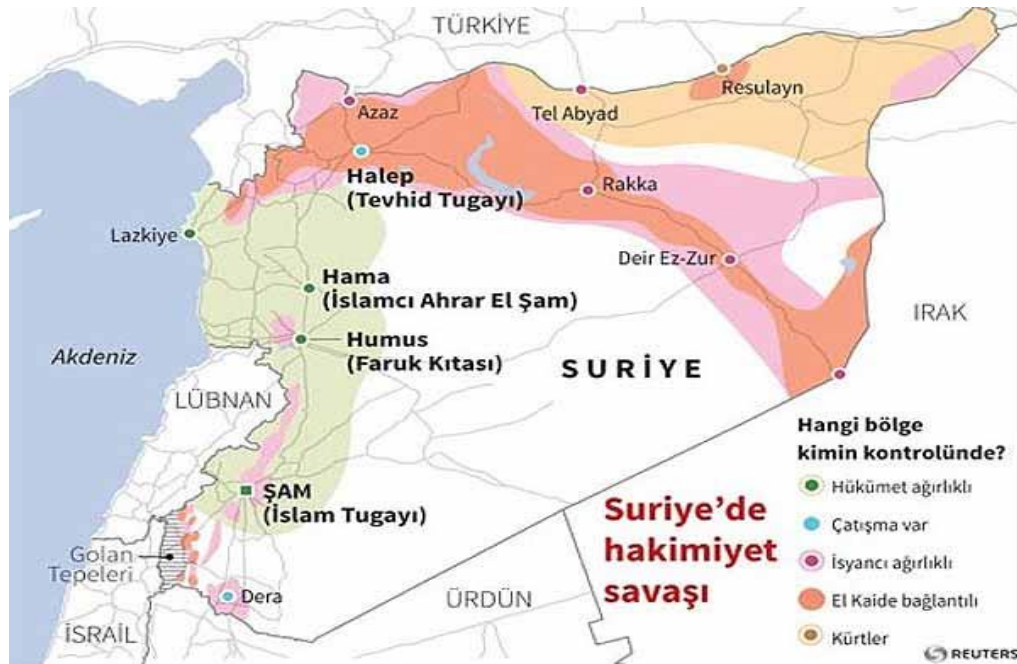 TÜRKİYE
Azaz
Tel Abyad
Resulayn
Halep
(Tevhid Tugayı)
Rakka
Lazkiye
Deir Ez-Zur
Hama
(İslamcı Ahrar El Şam)
IRAK
Humus
(Faruk Kıtası)
Akdeniz
SURİYE
LÜBNAN
ŞAM
(İslam Tugayı)
Golan
Tepeleri
Dera
ÜRDÜN
İSRAİL
Suriye’de
hakimiyet
savaşı
Hangi bölge
kimin kontrolünde?
Hükümet ağırlıklı
Çatışma var
İsyancı ağırlıklı
El Kaide bağlantılı
Kürtler
REUTERS